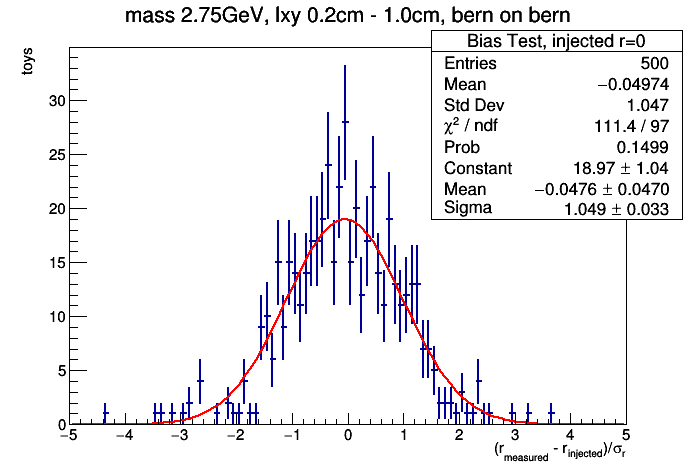 mass 2.75GeV, lxy 0.2cm - 1.0cm, bern on bern
toys
Bias Test, injected r=0
Entries 500
Mean −0.04974
Std Dev 1.047
χ² / ndf 111.4 / 97
Prob 0.1499
Constant 18.97 ± 1.04
Mean −0.0476 ± 0.0470
Sigma 1.049 ± 0.033
30
25
20
15
10
5
0
−5 −4 −3 −2 −1 0 1 2 3 4 5
(r_measured - r_injected)/σ_r